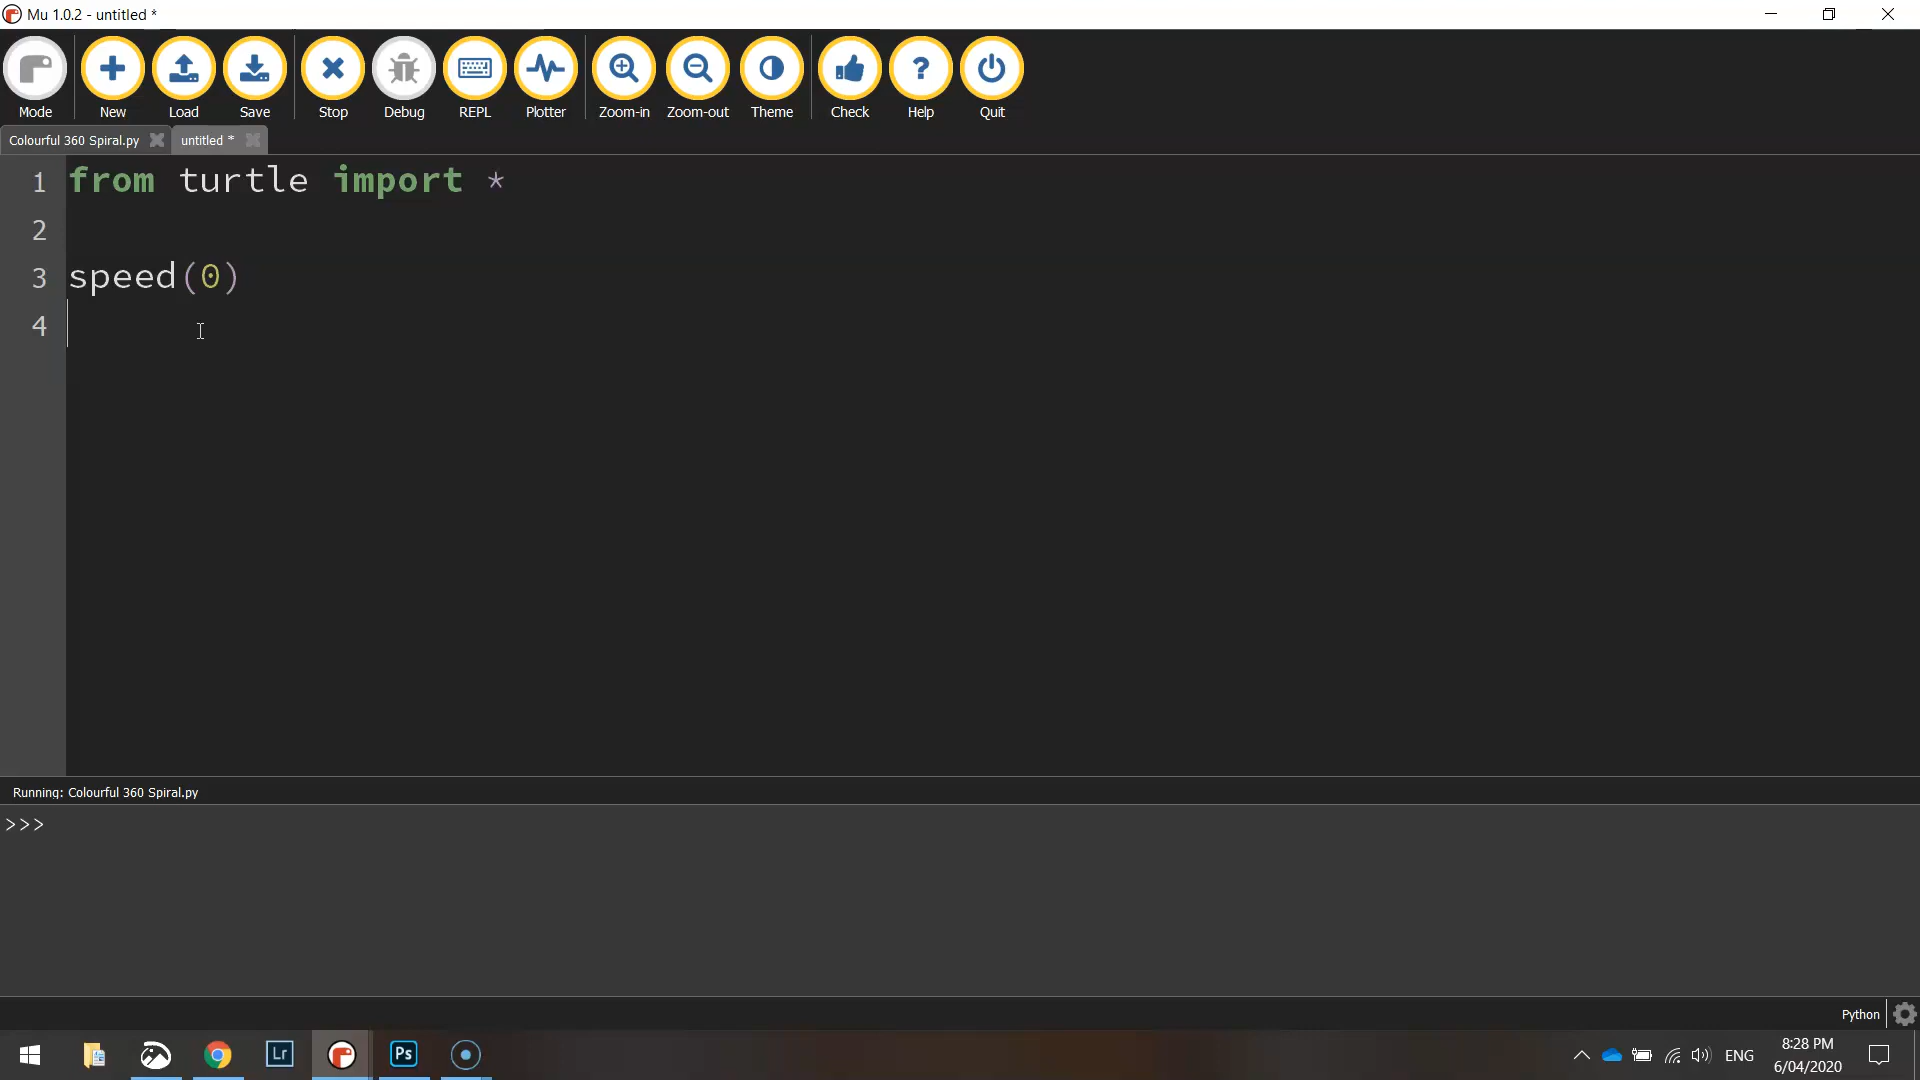 Mu 1.0.2 - untitled *
Mode New Load Save Stop Debug REPL Plotter Zoom-in Zoom-out Theme Check Help Quit
Colourful 360 Spiral.py untitled *
1 from turtle import *
2
3 speed(0)
4
Running: Colourful 360 Spiral.py
>>>
Python
Lr Ps ENG 8:28 PM
6/04/2020